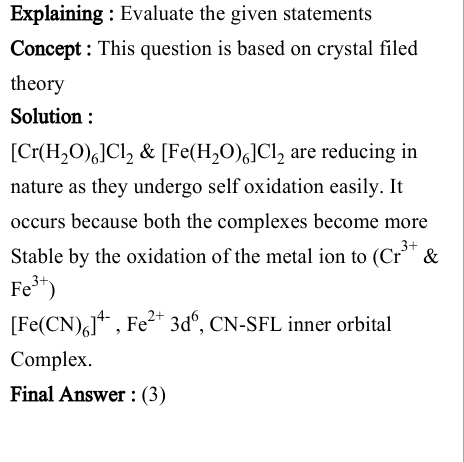 Explaining : Evaluate the given statements
Concept : This question is based on crystal filed
theory
Solution :
[Cr(H₂O)₆]Cl₂ & [Fe(H₂O)₆]Cl₂ are reducing in
nature as they undergo self oxidation easily. It
occurs because both the complexes become more
Stable by the oxidation of the metal ion to (Cr³⁺ &
Fe³⁺)
[Fe(CN)₆]⁴⁻ , Fe²⁺ 3d⁶, CN-SFL inner orbital
Complex.
Final Answer : (3)